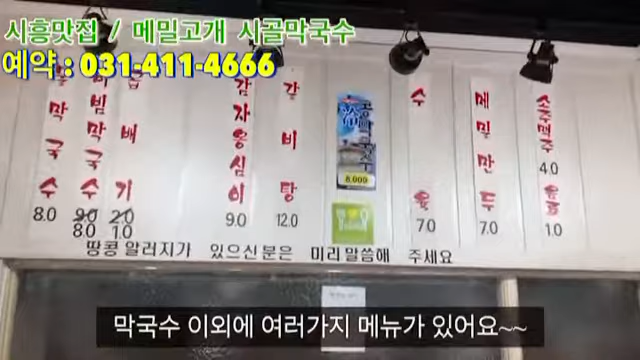 시흥맛집 / 메밀고개 시골막국수
예약 : 031-411-4666
물막국수
8.0
비빔막국수
9.0
8.0
곱배기
2.0
1.0
감자옹심이
9.0
갈비탕
12.0
8,000
수육
70
메밀만두
7.0
소주맥주
4.0
음료
1.0
땅콩 알러지가 있으신분은 미리말씀해 주세요
막국수 이외에 여러가지 메뉴가 있어요~~